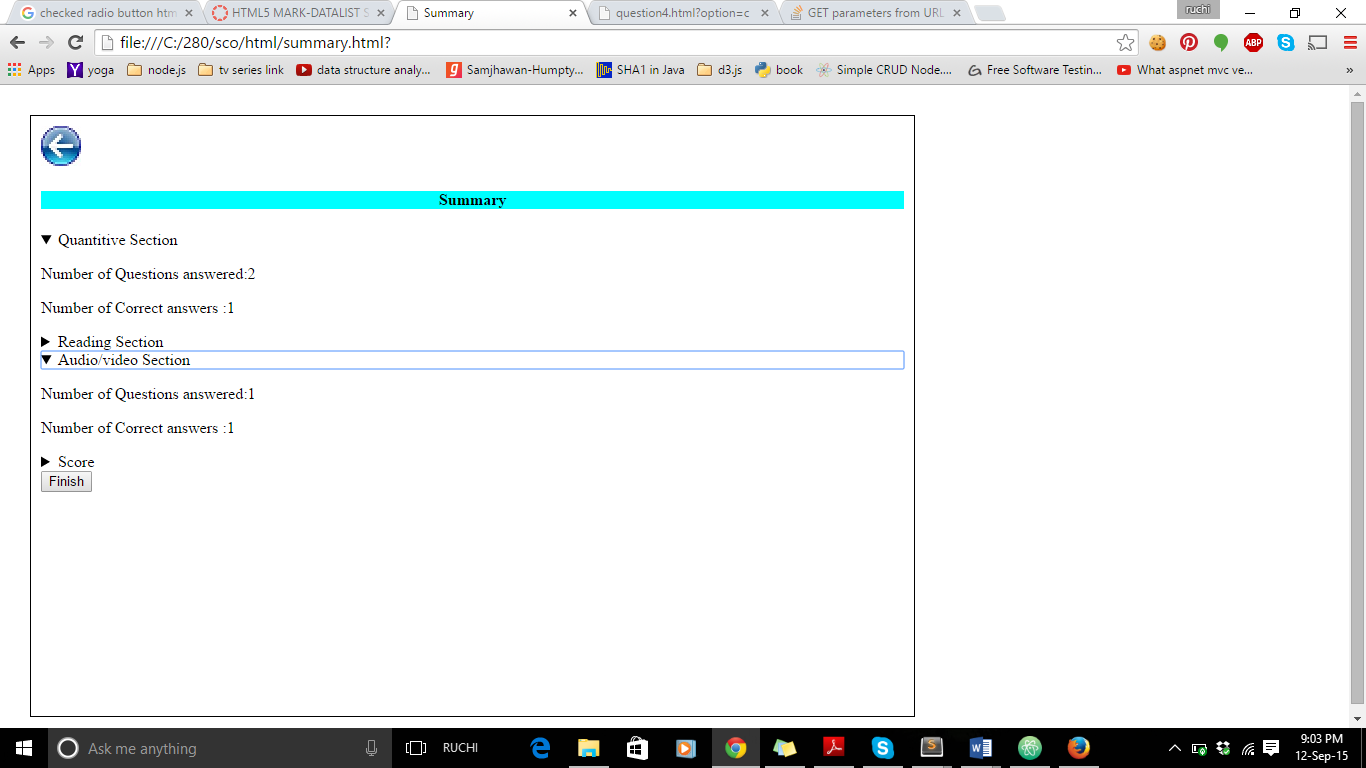 checked radio button htm
HTML5 MARK-DATALIST S
Summary
question4.html?option=c
GET parameters from URL
ruchi
file:///C:/280/sco/html/summary.html?
ABP
Apps
yoga
node.js
tv series link
data structure analy...
Samjhawan-Humpty...
SHA1 in Java
d3.js
book
Simple CRUD Node....
Free Software Testin...
What aspnet mvc ve...
»
Summary
Quantitive Section
Number of Questions answered:2
Number of Correct answers :1
Reading Section
Audio/video Section
Number of Questions answered:1
Number of Correct answers :1
Score
Finish
Ask me anything
RUCHI
9:03 PM
12-Sep-15